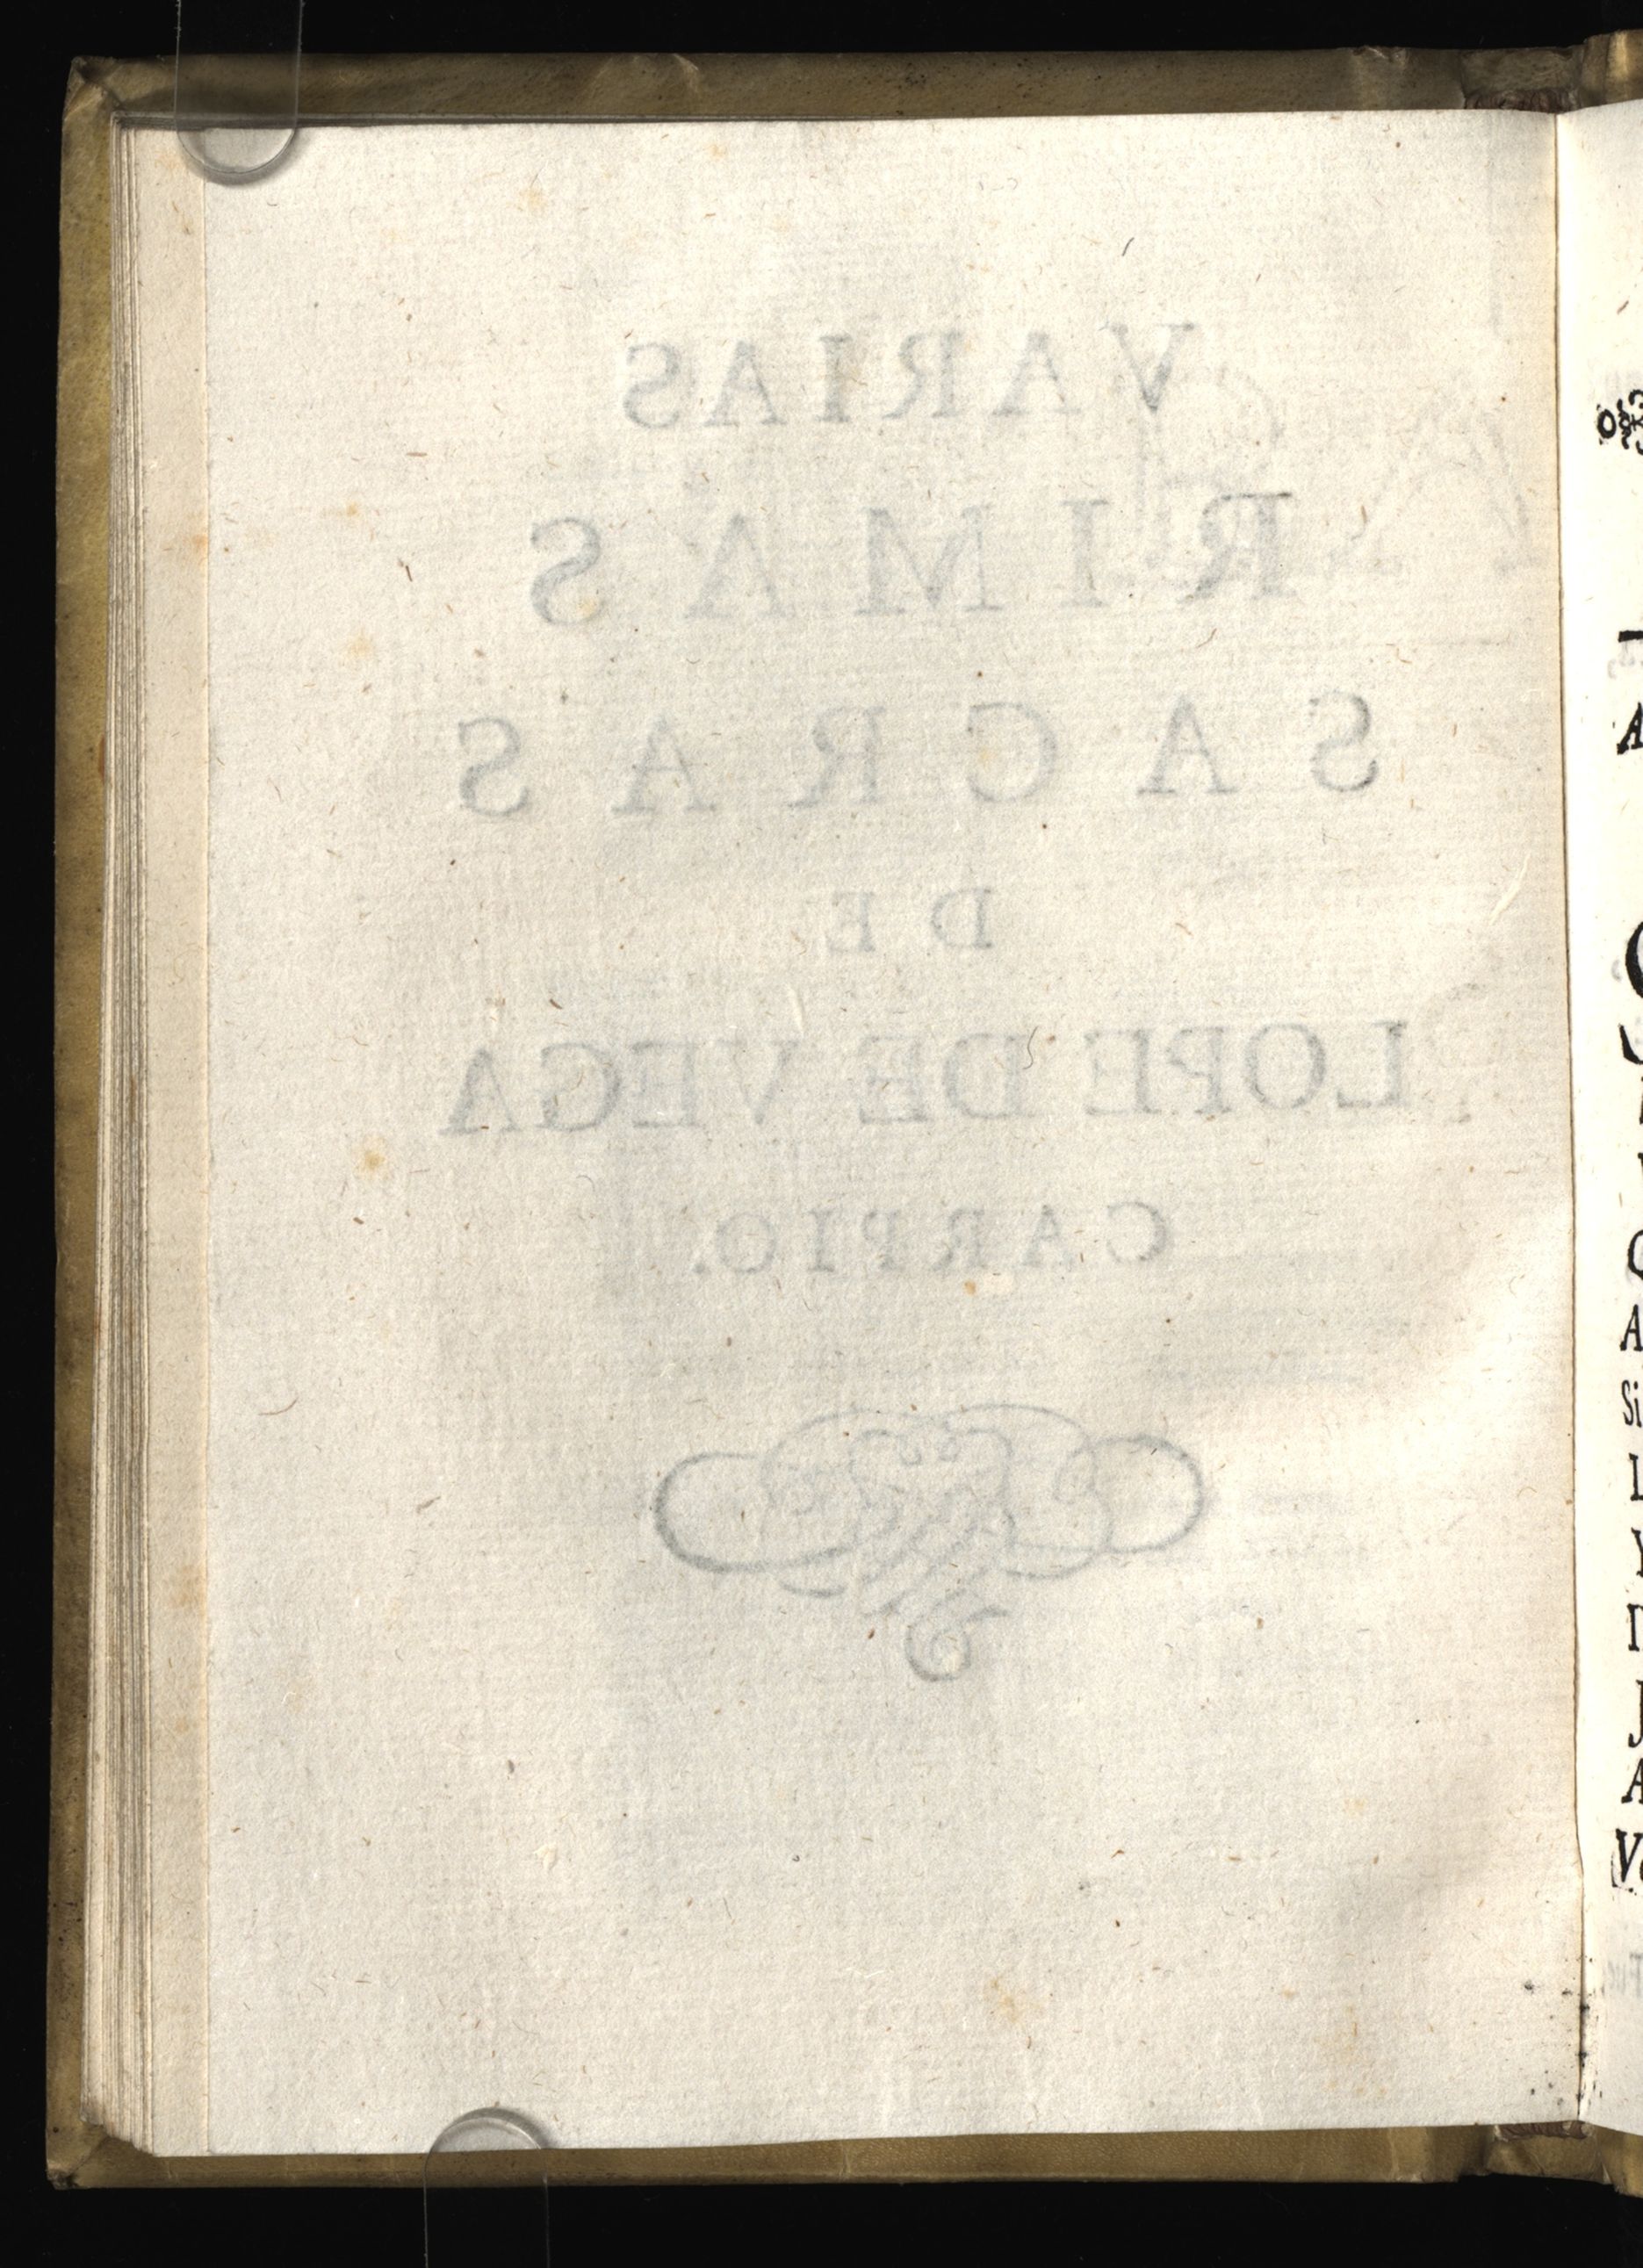 VARIAS
RIMAS
SACRAS
DE
LOPE DE VEGA
CARPIO.